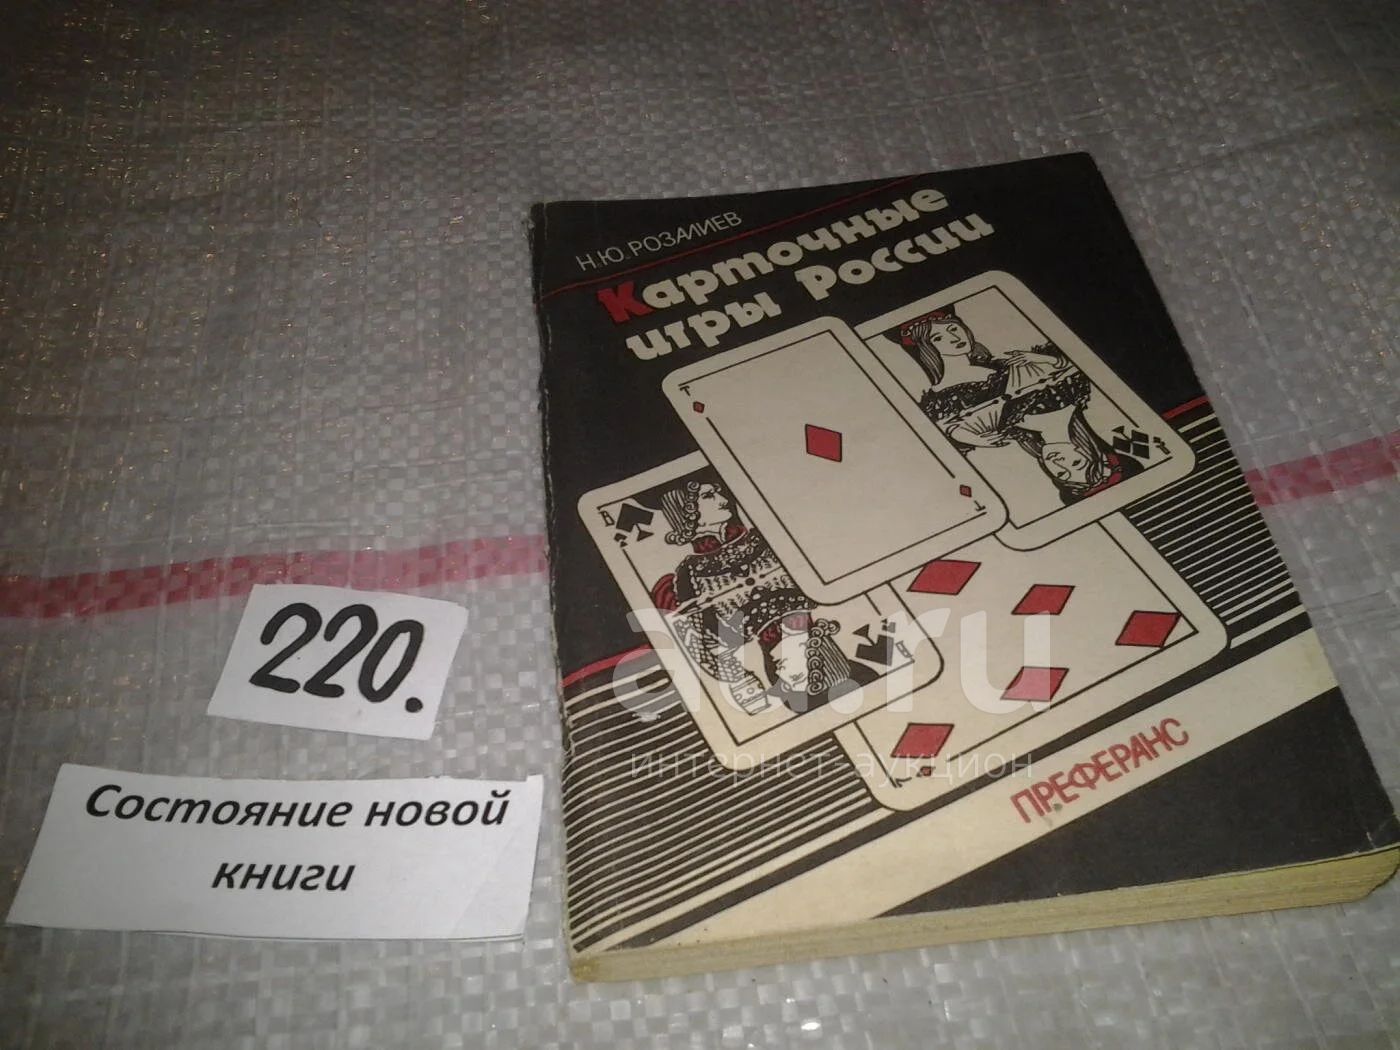 Н.Ю. РОЗАЛИЕВ
Карточные
игры России
Т
Т
В
В
ПРЕФЕРАНС
220.
Состояние новой
книги
au.ru
интернет-аукцион